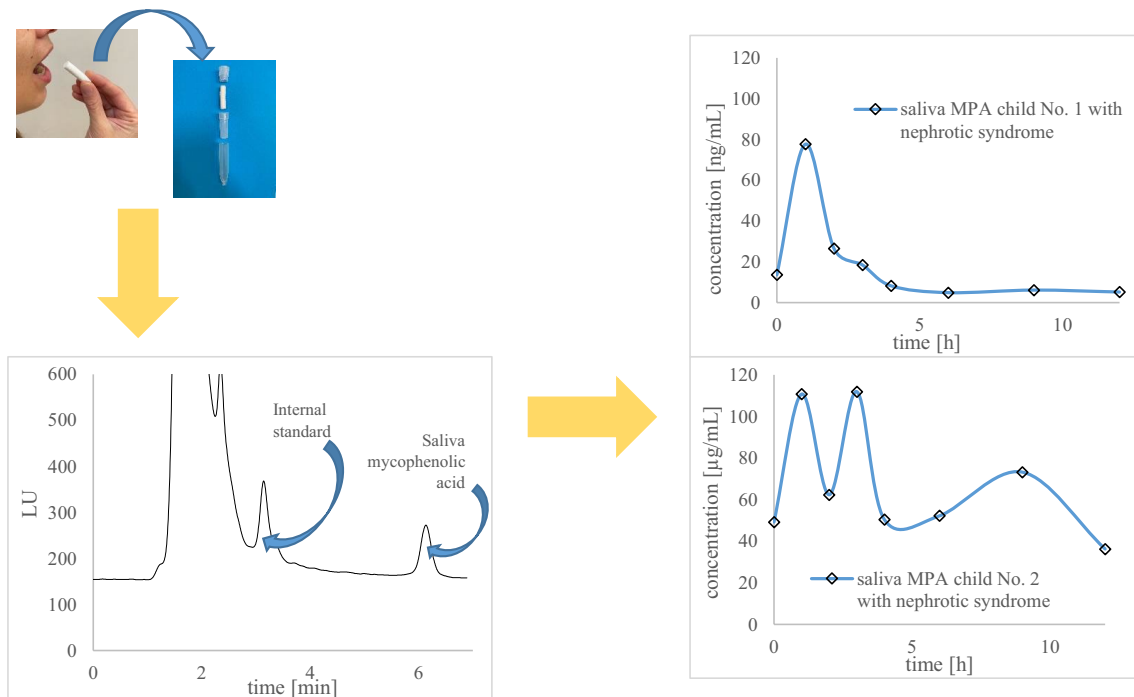 120
100
80
60
40
20
0
concentration [ng/mL]
saliva MPA child No. 1 with
nephrotic syndrome
0
5
10
time [h]
600
500
400
300
200
100
0
LU
Internal
standard
Saliva
mycophenolic
acid
0
2
4
6
time [min]
120
100
80
60
40
20
0
concentration [µg/mL]
saliva MPA child No. 2
with nephrotic syndrome
0
5
10
time [h]